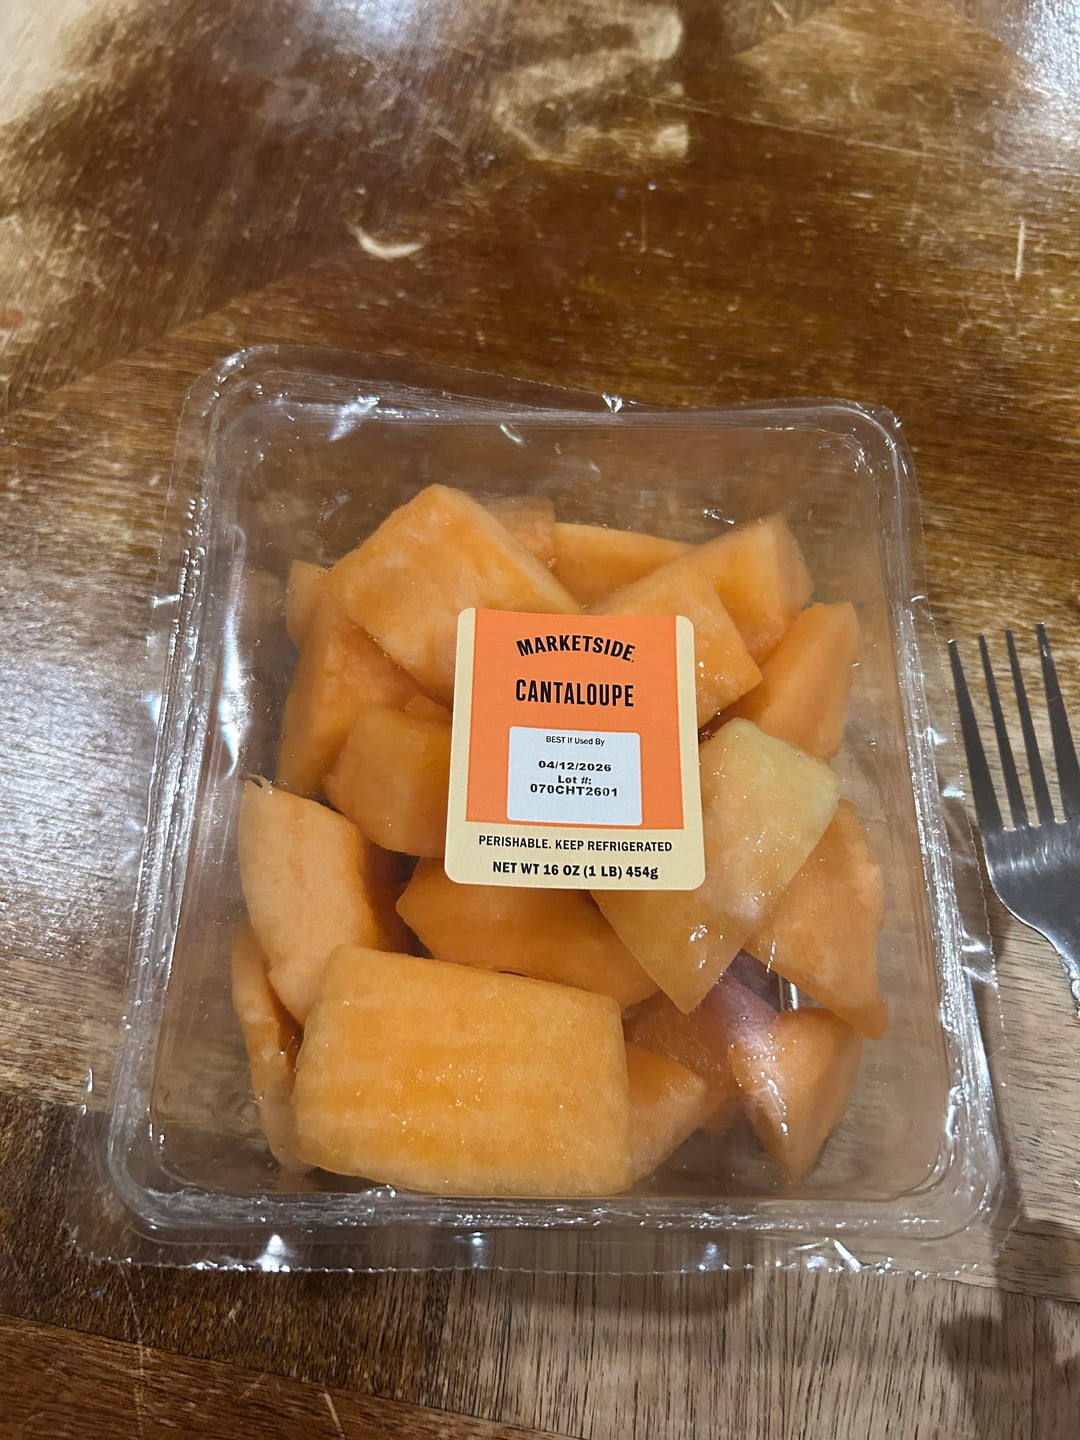 MARKETSIDE.
CANTALOUPE
BEST if Used By
04/12/2026
Lot #:
070CHT2601
PERISHABLE. KEEP REFRIGERATED
NET WT 16 OZ (1 LB) 454g